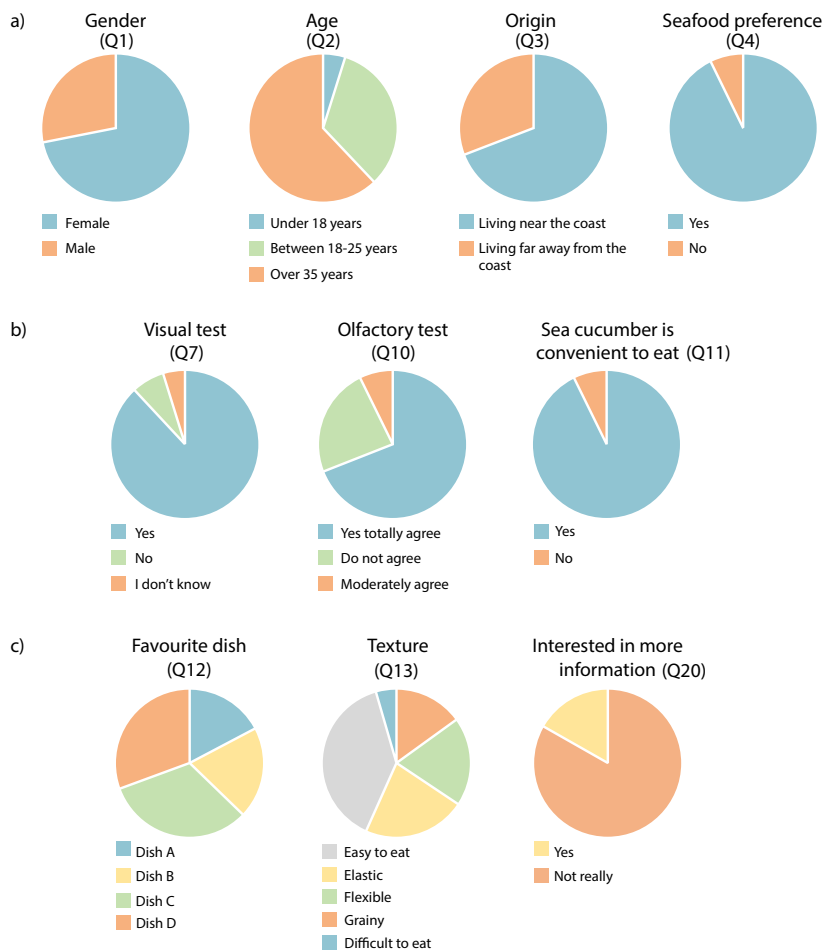 a)
Gender
(Q1)
Age
(Q2)
Origin
(Q3)
Seafood preference
(Q4)
Female
Male
Under 18 years
Between 18-25 years
Over 35 years
Living near the coast
Living far away from the
coast
Yes
No
b)
Visual test
(Q7)
Olfactory test
(Q10)
Sea cucumber is
convenient to eat (Q11)
Yes
No
I don't know
Yes totally agree
Do not agree
Moderately agree
Yes
No
c)
Favourite dish
(Q12)
Texture
(Q13)
Interested in more
information (Q20)
Dish A
Dish B
Dish C
Dish D
Easy to eat
Elastic
Flexible
Grainy
Difficult to eat
Yes
Not really